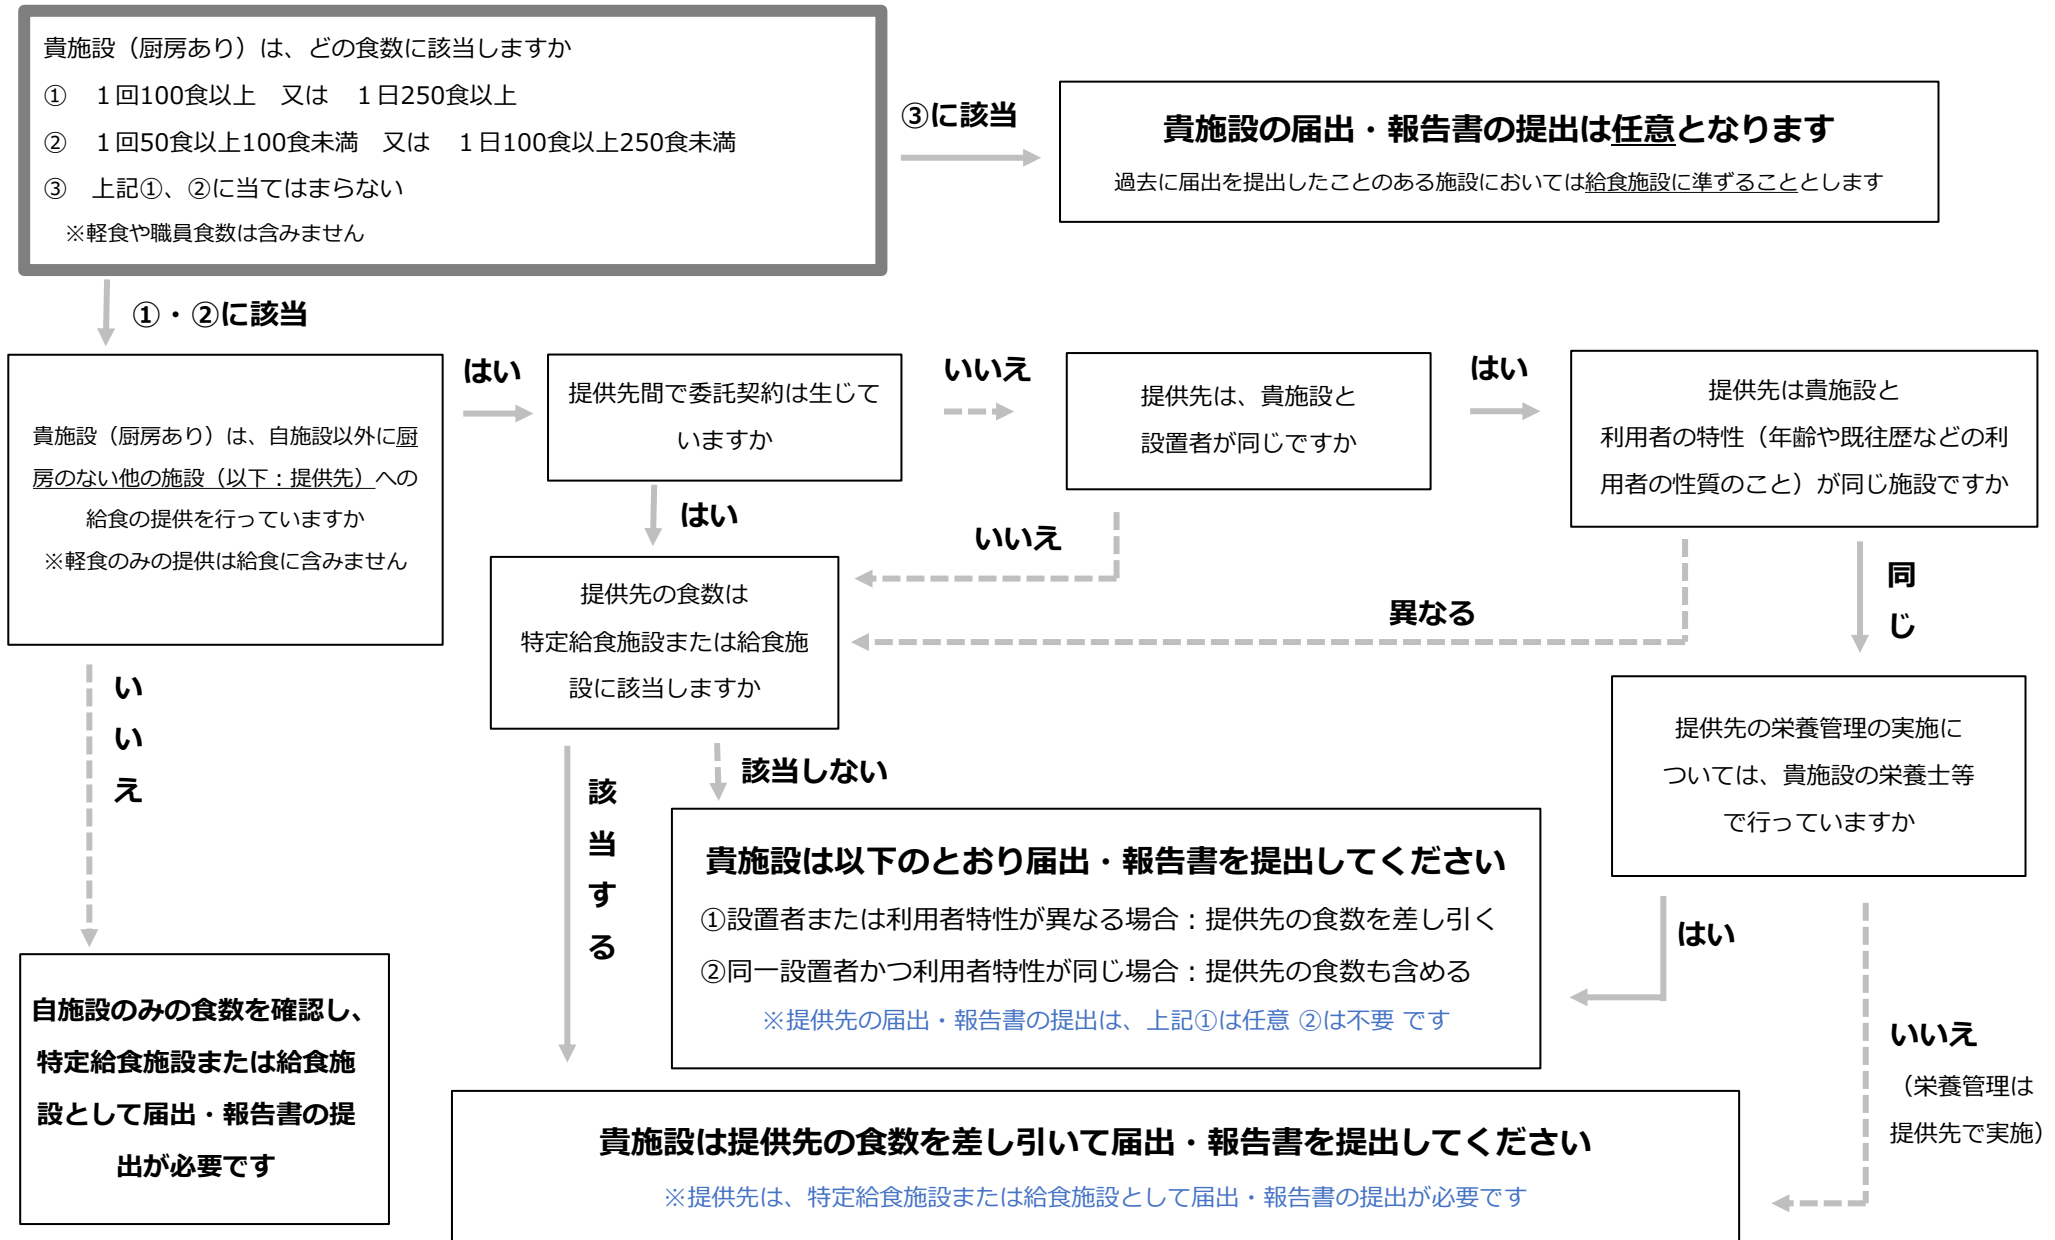 貴施設（厨房あり）は、どの食数に該当しますか
①　１回100食以上　又は　１日250食以上
②　１回50食以上100食未満　又は　１日100食以上250食未満
③　上記①、②に当てはまらない
※軽食や職員食数は含みません
③に該当
貴施設の届出・報告書の提出は任意となります
過去に届出を提出したことのある施設においては給食施設に準ずることとします
①・②に該当
貴施設（厨房あり）は、自施設以外に厨
房のない他の施設（以下：提供先）への
給食の提供を行っていますか
※軽食のみの提供は給食に含みません
はい
提供先間で委託契約は生じて
いますか
いいえ
提供先は、貴施設と
設置者が同じですか
はい
提供先は貴施設と
利用者の特性（年齢や既往歴などの利
用者の性質のこと）が同じ施設ですか
はい
いいえ
異なる
同じ
提供先の食数は
特定給食施設または給食施
設に該当しますか
いいえ
提供先の栄養管理の実施に
ついては、貴施設の栄養士等
で行っていますか
該当する
該当しない
貴施設は以下のとおり届出・報告書を提出してください
①設置者または利用者特性が異なる場合：提供先の食数を差し引く
②同一設置者かつ利用者特性が同じ場合：提供先の食数も含める
※提供先の届出・報告書の提出は、上記①は任意 ②は不要 です
はい
いいえ
（栄養管理は
提供先で実施）
自施設のみの食数を確認し、
特定給食施設または給食施
設として届出・報告書の提
出が必要です
貴施設は提供先の食数を差し引いて届出・報告書を提出してください
※提供先は、特定給食施設または給食施設として届出・報告書の提出が必要です